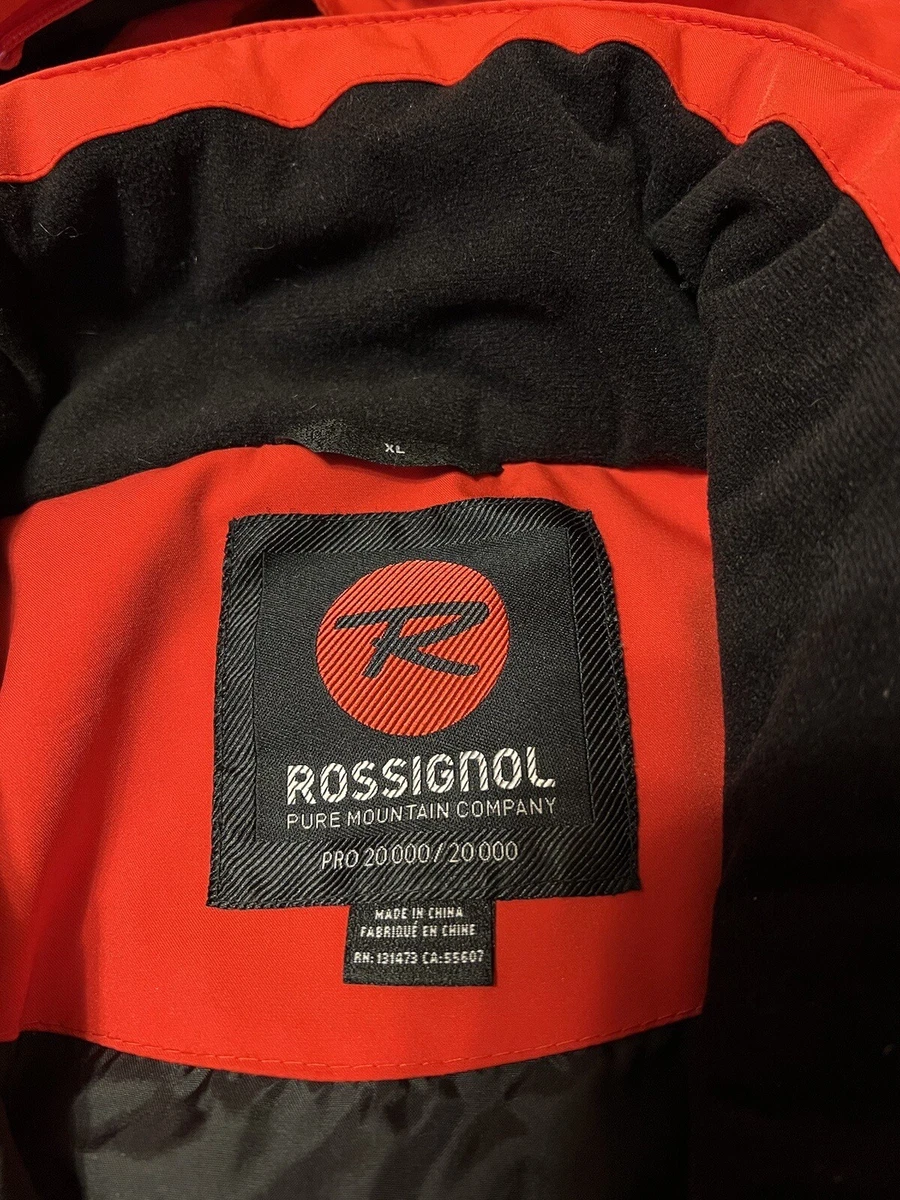 XL
R
ROSSIGNOL
PURE MOUNTAIN COMPANY
PRO 20 000 / 20 000
MADE IN CHINA
FABRIQUÉ EN CHINE
RN: 131473 CA:55607